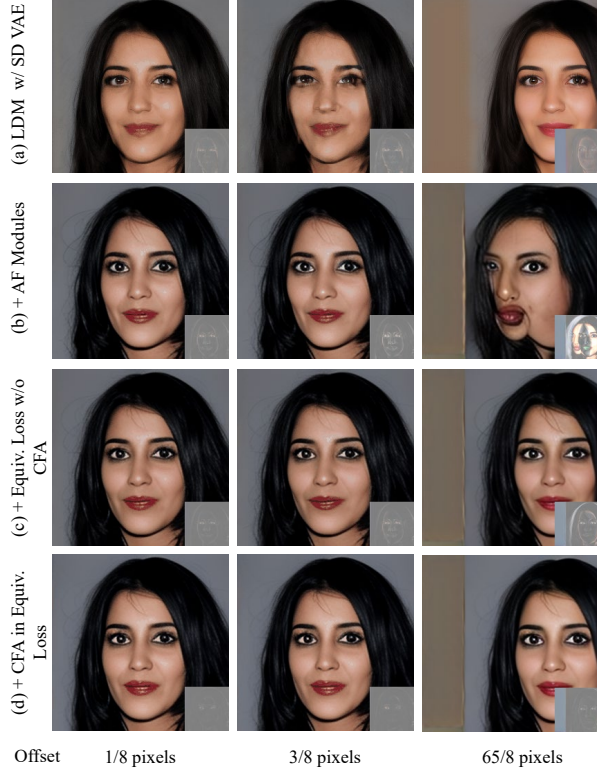 (a) LDM w/ SD VAE
(b) + AF Modules
(c) + Equiv. Loss w/o
CFA
(d) + CFA in Equiv.
Loss
Offset 1/8 pixels 3/8 pixels 65/8 pixels